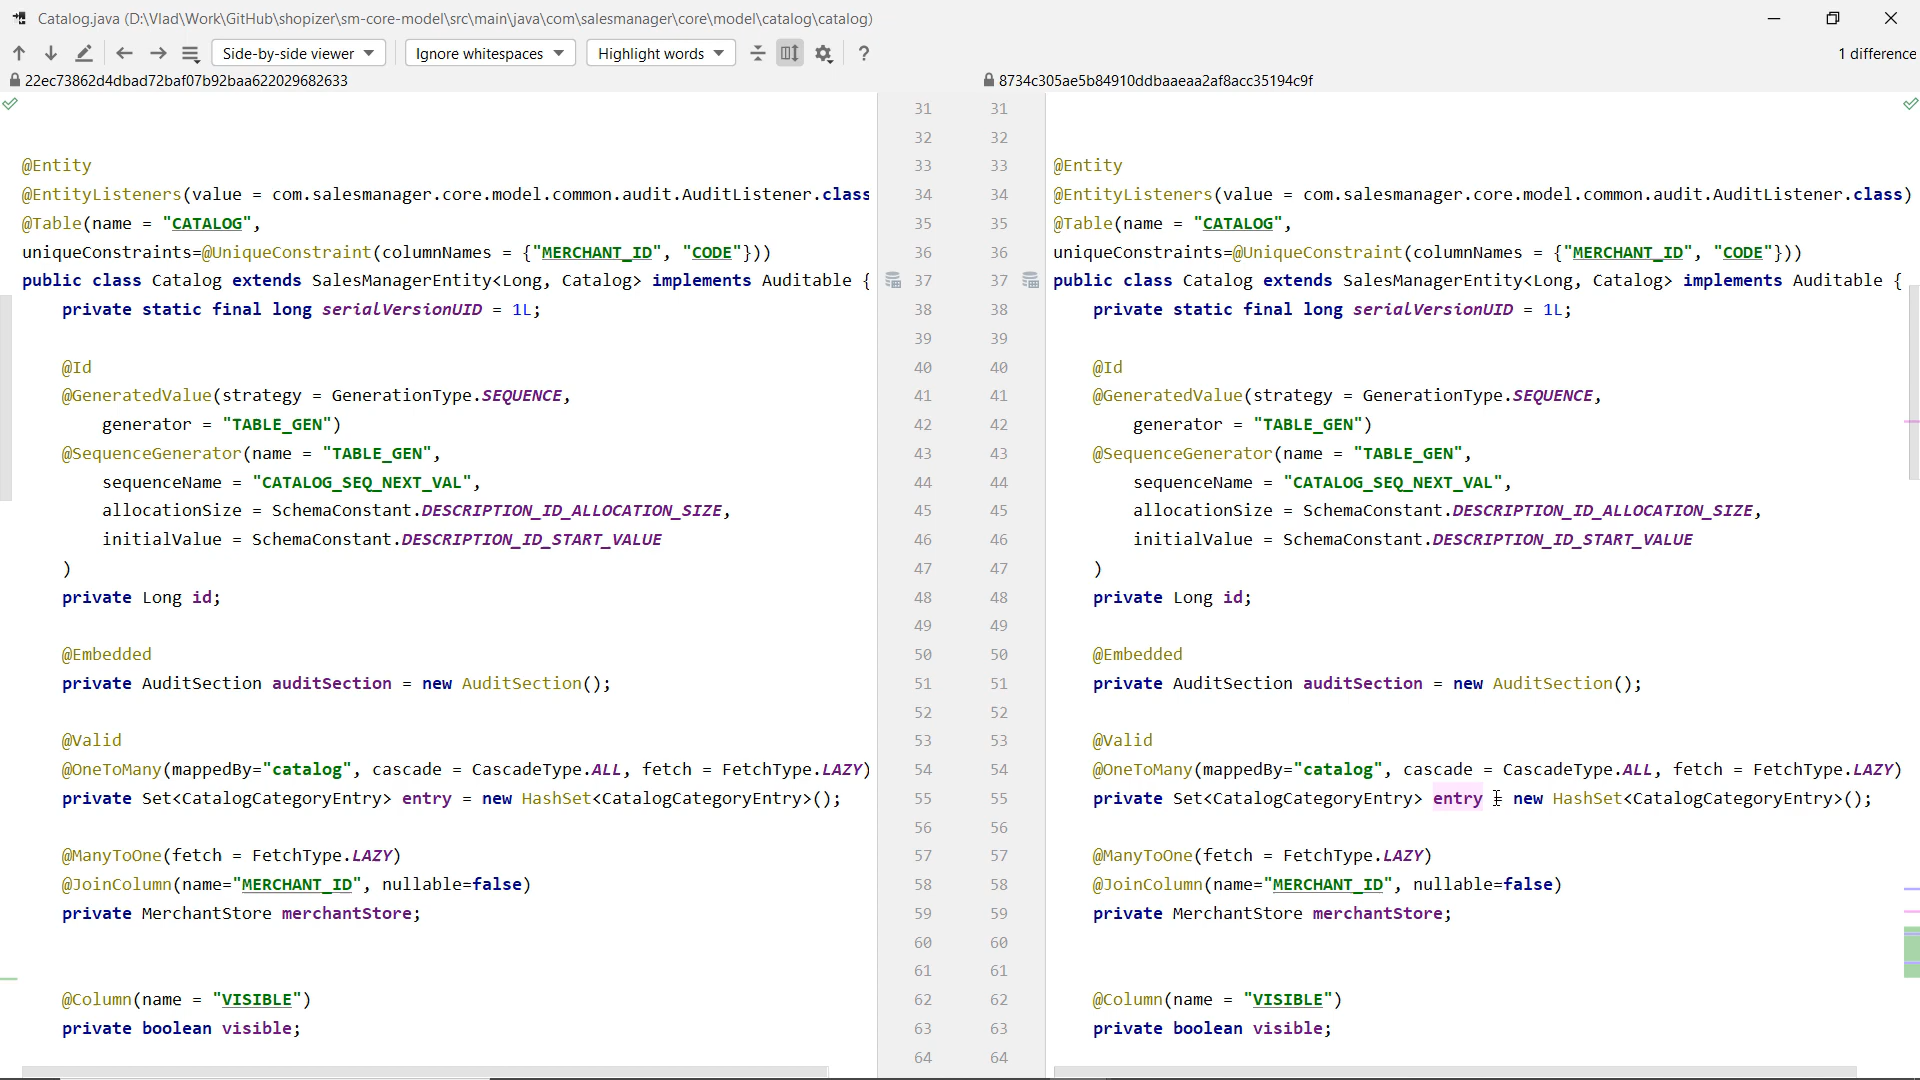 Catalog.java (D:\Vlad\Work\GitHub\shopizer\sm-core-model\src\main\java\com\salesmanager\core\model\catalog\catalog)
Side-by-side viewer Ignore whitespaces Highlight words ? 1 difference
22ec73862d4dbad72baf07b92baa622029682633
8734c305ae5b84910ddbaaeaa2af8acc35194c9f
31 31
32 32
@Entity 33 33 @Entity
@EntityListeners(value = com.salesmanager.core.model.common.audit.AuditListener.class 34 34 @EntityListeners(value = com.salesmanager.core.model.common.audit.AuditListener.class)
@Table(name = "CATALOG", 35 35 @Table(name = "CATALOG",
uniqueConstraints=@UniqueConstraint(columnNames = {"MERCHANT_ID", "CODE"})) 36 36 uniqueConstraints=@UniqueConstraint(columnNames = {"MERCHANT_ID", "CODE"}))
public class Catalog extends SalesManagerEntity<Long, Catalog> implements Auditable { 37 37 public class Catalog extends SalesManagerEntity<Long, Catalog> implements Auditable {
private static final long serialVersionUID = 1L; 38 38 private static final long serialVersionUID = 1L;
39 39
@Id 40 40 @Id
@GeneratedValue(strategy = GenerationType.SEQUENCE, 41 41 @GeneratedValue(strategy = GenerationType.SEQUENCE,
generator = "TABLE_GEN") 42 42 generator = "TABLE_GEN")
@SequenceGenerator(name = "TABLE_GEN", 43 43 @SequenceGenerator(name = "TABLE_GEN",
sequenceName = "CATALOG_SEQ_NEXT_VAL", 44 44 sequenceName = "CATALOG_SEQ_NEXT_VAL",
allocationSize = SchemaConstant.DESCRIPTION_ID_ALLOCATION_SIZE, 45 45 allocationSize = SchemaConstant.DESCRIPTION_ID_ALLOCATION_SIZE,
initialValue = SchemaConstant.DESCRIPTION_ID_START_VALUE 46 46 initialValue = SchemaConstant.DESCRIPTION_ID_START_VALUE
) 47 47 )
private Long id; 48 48 private Long id;
49 49
@Embedded 50 50 @Embedded
private AuditSection auditSection = new AuditSection(); 51 51 private AuditSection auditSection = new AuditSection();
52 52
@Valid 53 53 @Valid
@OneToMany(mappedBy="catalog", cascade = CascadeType.ALL, fetch = FetchType.LAZY) 54 54 @OneToMany(mappedBy="catalog", cascade = CascadeType.ALL, fetch = FetchType.LAZY)
private Set<CatalogCategoryEntry> entry = new HashSet<CatalogCategoryEntry>(); 55 55 private Set<CatalogCategoryEntry> entry = new HashSet<CatalogCategoryEntry>();
56 56
@ManyToOne(fetch = FetchType.LAZY) 57 57 @ManyToOne(fetch = FetchType.LAZY)
@JoinColumn(name="MERCHANT_ID", nullable=false) 58 58 @JoinColumn(name="MERCHANT_ID", nullable=false)
private MerchantStore merchantStore; 59 59 private MerchantStore merchantStore;
60 60
61 61
@Column(name = "VISIBLE") 62 62 @Column(name = "VISIBLE")
private boolean visible; 63 63 private boolean visible;
64 64